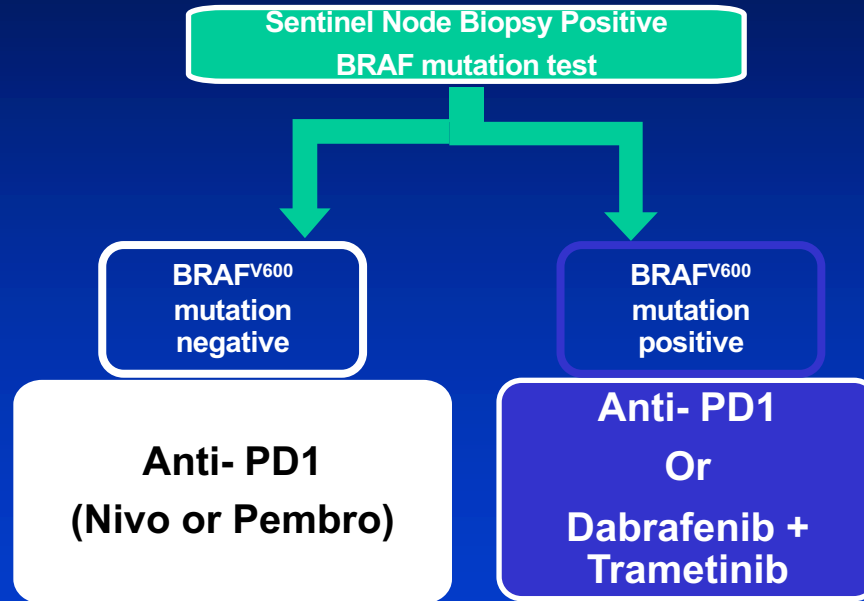 Sentinel Node Biopsy Positive
BRAF mutation test
BRAFV600
mutation
negative
BRAFV600
mutation
positive
Anti- PD1
(Nivo or Pembro)
Anti- PD1
Or
Dabrafenib +
Trametinib